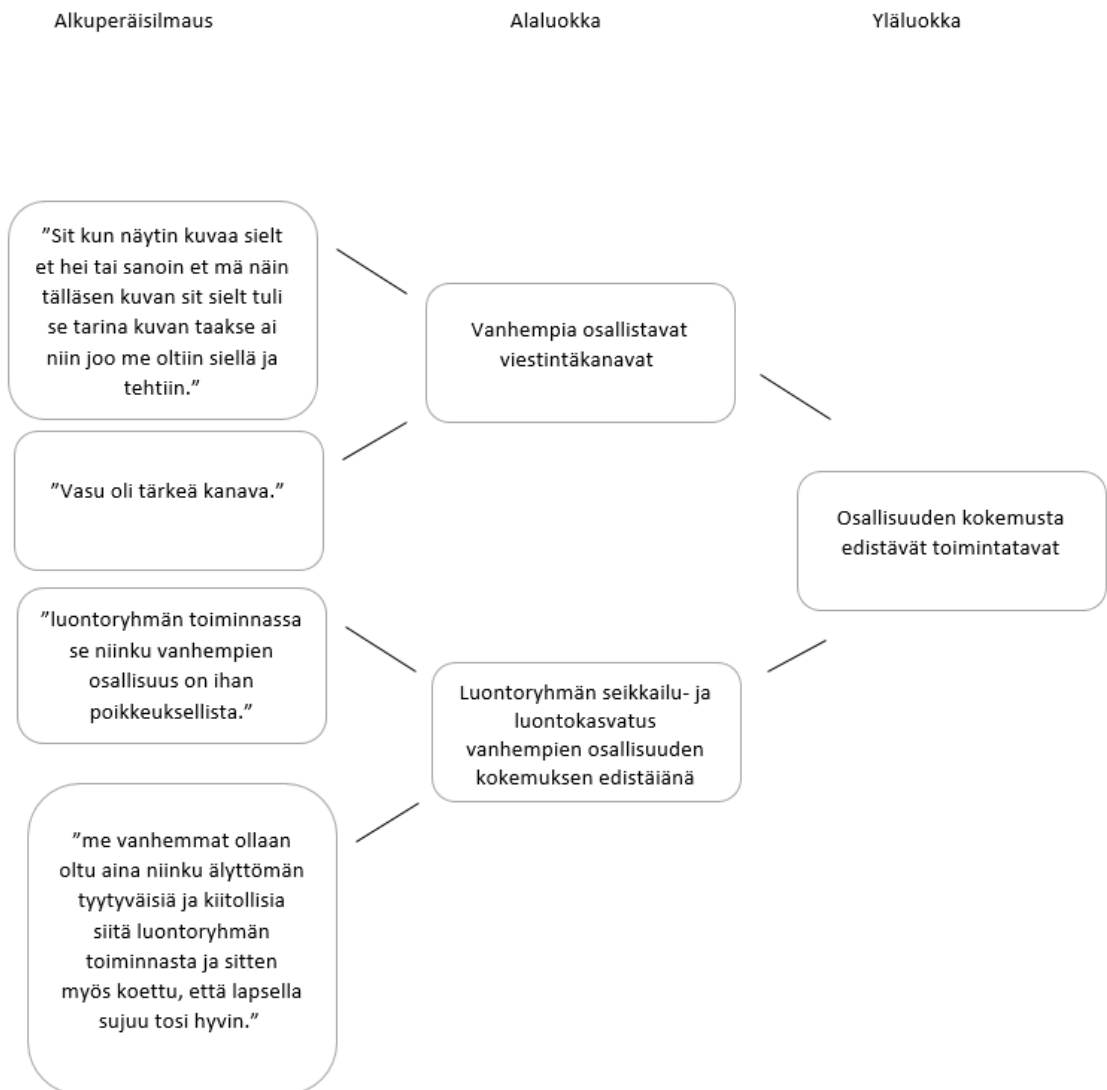 Alkuperäisilmaus
Alaluokka
Yläluokka
”Sit kun näytin kuvaa sielt
et hei tai sanoin et mä näin
tälläsen kuvan sit sielt tuli
se tarina kuvan taakse ai
niin joo me oltiin siellä ja
tehtiin.”
”Vasu oli tärkeä kanava.”
”luontoryhmän toiminnassa
se niinku vanhempien
osallisuus on ihan
poikkeuksellista.”
”me vanhemmat ollaan
oltu aina niinku älyttömän
tyytyväisiä ja kiitollisia
siitä luontoryhmän
toiminnasta ja sitten
myös koettu, että lapsella
sujuu tosi hyvin.”
Vanhempia osallistavat
viestintäkanavat
Luontoryhmän seikkailu- ja
luontokasvatus
vanhempien osallisuuden
kokemuksen edistäiänä
Osallisuuden kokemusta
edistävät toimintatavat